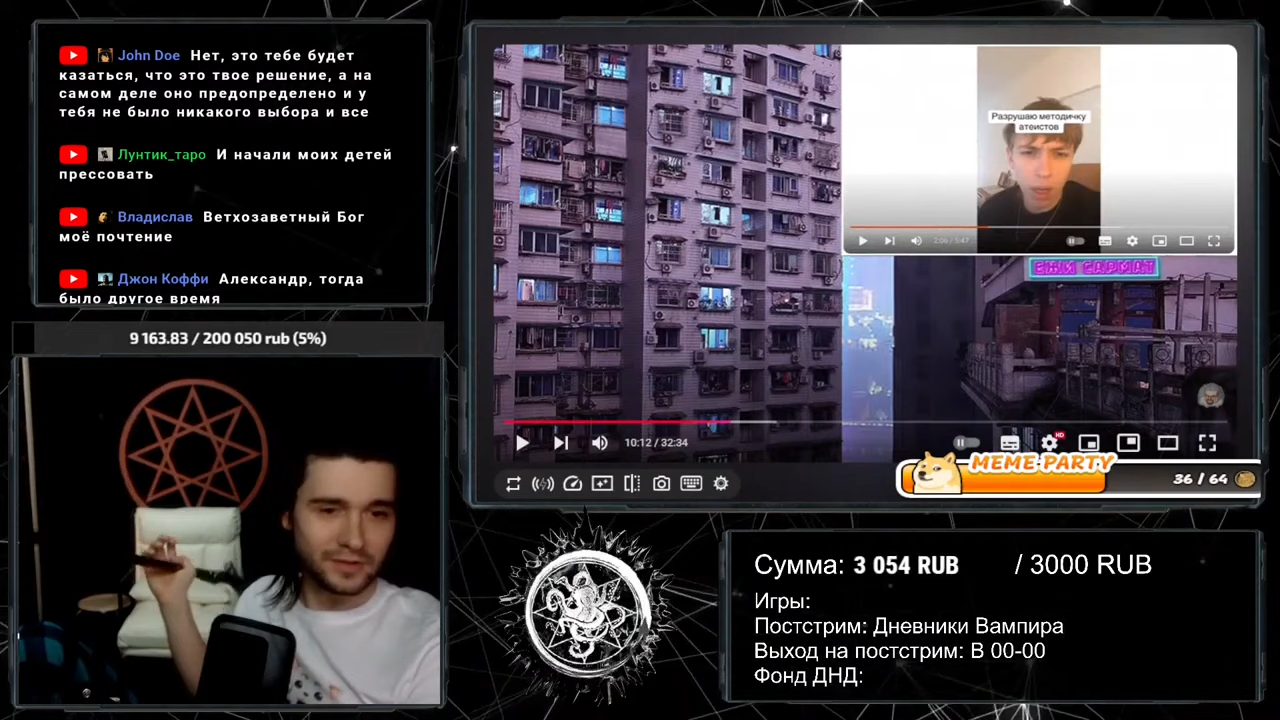 John Doe Нет, это тебе будет
казаться, что это твое решение, а на
самом деле оно предопределено и у
тебя не было никакого выбора и все
Лунтик_таро И начали моих детей
прессовать
Владислав Ветхозаветный Бог
моё почтение
Джон Коффи Александр, тогда
было другое время
9 163.83 / 200 050 rub (5%)
Разрушаю методичку
атеистов
2:06 / 5:47
ЕЖИ САРМАТ
10:12 / 32:34
HD
MEME PARTY
36 / 64
Сумма: 3 054 RUB / 3000 RUB
Игры:
Постстрим: Дневники Вампира
Выход на постстрим: В 00-00
Фонд ДНД: